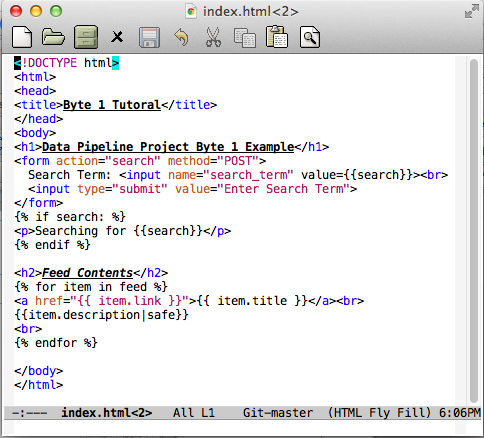 index.html<2>
<!DOCTYPE html>
<html>
<head>
<title>Byte 1 Tutoral</title>
</head>
<body>
<h1>Data Pipeline Project Byte 1 Example</h1>
<form action="search" method="POST">
  Search Term: <input name="search_term" value={{search}}><br>
  <input type="submit" value="Enter Search Term">
</form>
{% if search: %}
<p>Searching for {{search}}</p>
{% endif %}

<h2>Feed Contents</h2>
{% for item in feed %}
<a href="{{ item.link }}">{{ item.title }}</a><br>
{{item.description|safe}}
<br>
{% endfor %}

</body>
</html>
-:---  index.html<2>   All L1    Git-master  (HTML Fly Fill) 6:06PM